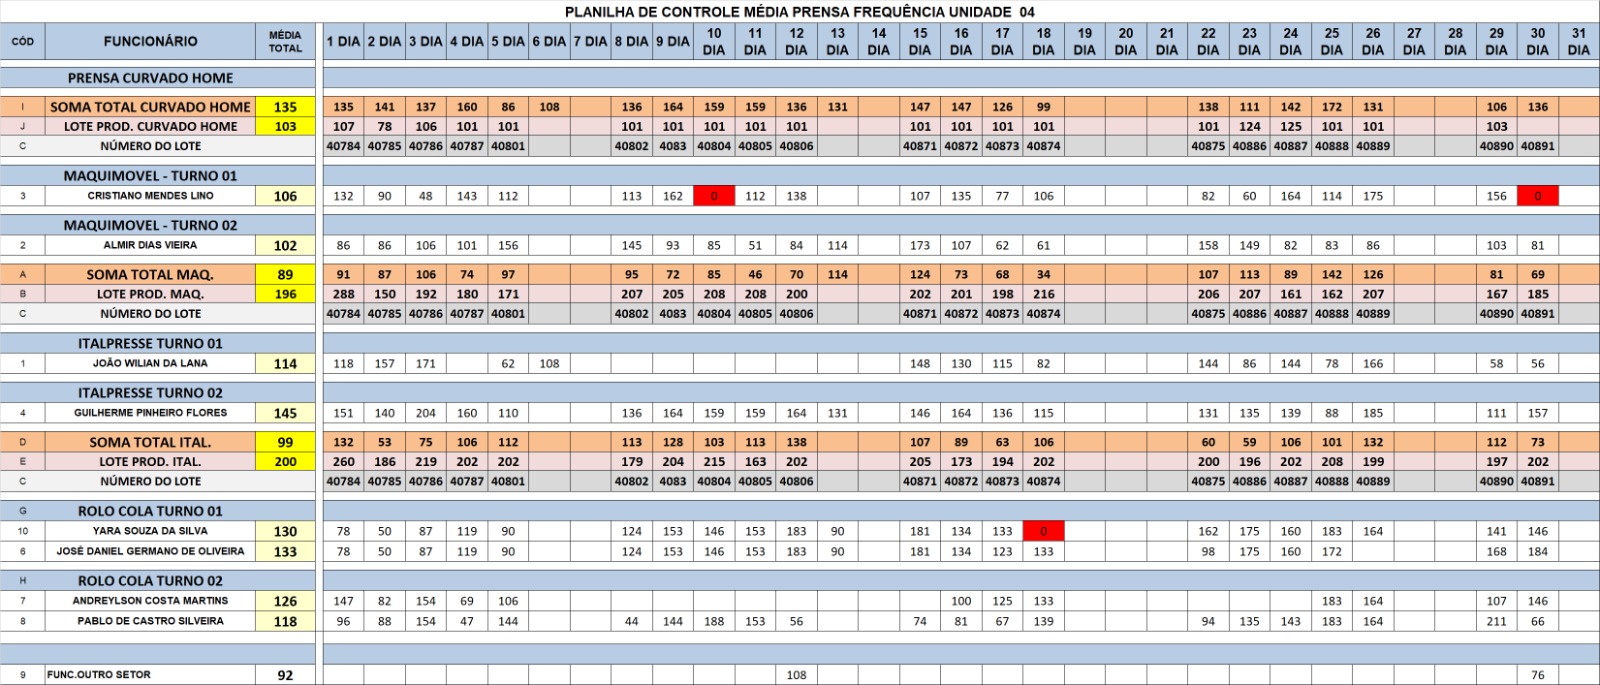 PLANILHA DE CONTROLE MÉDIA PRENSA FREQUÊNCIA UNIDADE 04
CÓD FUNCIONÁRIO MÉDIA TOTAL 1 DIA 2 DIA 3 DIA 4 DIA 5 DIA 6 DIA 7 DIA 8 DIA 9 DIA 10 DIA 11 DIA 12 DIA 13 DIA 14 DIA 15 DIA 16 DIA 17 DIA 18 DIA 19 DIA 20 DIA 21 DIA 22 DIA 23 DIA 24 DIA 25 DIA 26 DIA 27 DIA 28 DIA 29 DIA 30 DIA 31 DIA
PRENSA CURVADO HOME
I SOMA TOTAL CURVADO HOME 135 135 141 137 160 86 108 136 164 159 159 136 131 147 147 126 99 138 111 142 172 131 106 136
J LOTE PROD. CURVADO HOME 103 107 78 106 101 101 101 101 101 101 101 101 101 101 101 101 124 125 101 101 103
C NÚMERO DO LOTE 40784 40785 40786 40787 40801 40802 4083 40804 40805 40806 40871 40872 40873 40874 40875 40886 40887 40888 40889 40890 40891
MAQUIMOVEL - TURNO 01
3 CRISTIANO MENDES LINO 106 132 90 48 143 112 113 162 0 112 138 107 135 77 106 82 60 164 114 175 156 0
MAQUIMOVEL - TURNO 02
2 ALMIR DIAS VIEIRA 102 86 86 106 101 156 145 93 85 51 84 114 173 107 62 61 158 149 82 83 86 103 81
A SOMA TOTAL MAQ. 89 91 87 106 74 97 95 72 85 46 70 114 124 73 68 34 107 113 89 142 126 81 69
B LOTE PROD. MAQ. 196 288 150 192 180 171 207 205 208 208 200 202 201 198 216 206 207 161 162 207 167 185
C NÚMERO DO LOTE 40784 40785 40786 40787 40801 40802 4083 40804 40805 40806 40871 40872 40873 40874 40875 40886 40887 40888 40889 40890 40891
ITALPRESSE TURNO 01
1 JOÃO WILIAN DA LANA 114 118 157 171 62 108 148 130 115 82 144 86 144 78 166 58 56
ITALPRESSE TURNO 02
4 GUILHERME PINHEIRO FLORES 145 151 140 204 160 110 136 164 159 159 164 131 146 164 136 115 131 135 139 88 185 111 157
D SOMA TOTAL ITAL. 99 132 53 75 106 112 113 128 103 113 138 107 89 63 106 60 59 106 101 132 112 73
E LOTE PROD. ITAL. 200 260 186 219 202 202 179 204 215 163 202 205 173 194 202 200 196 202 208 199 197 202
C NÚMERO DO LOTE 40784 40785 40786 40787 40801 40802 4083 40804 40805 40806 40871 40872 40873 40874 40875 40886 40887 40888 40889 40890 40891
G ROLO COLA TURNO 01
10 YARA SOUZA DA SILVA 130 78 50 87 119 90 124 153 146 153 183 90 181 134 133 0 162 175 160 183 164 141 146
6 JOSÉ DANIEL GERMANO DE OLIVEIRA 133 78 50 87 119 90 124 153 146 153 183 90 181 134 123 133 98 175 160 172 168 184
H ROLO COLA TURNO 02
7 ANDREYLSON COSTA MARTINS 126 147 82 154 69 106 100 125 133 183 164 107 146
8 PABLO DE CASTRO SILVEIRA 118 96 88 154 47 144 44 144 188 153 56 74 81 67 139 94 135 143 183 164 211 66
9 FUNC.OUTRO SETOR 92 108 76